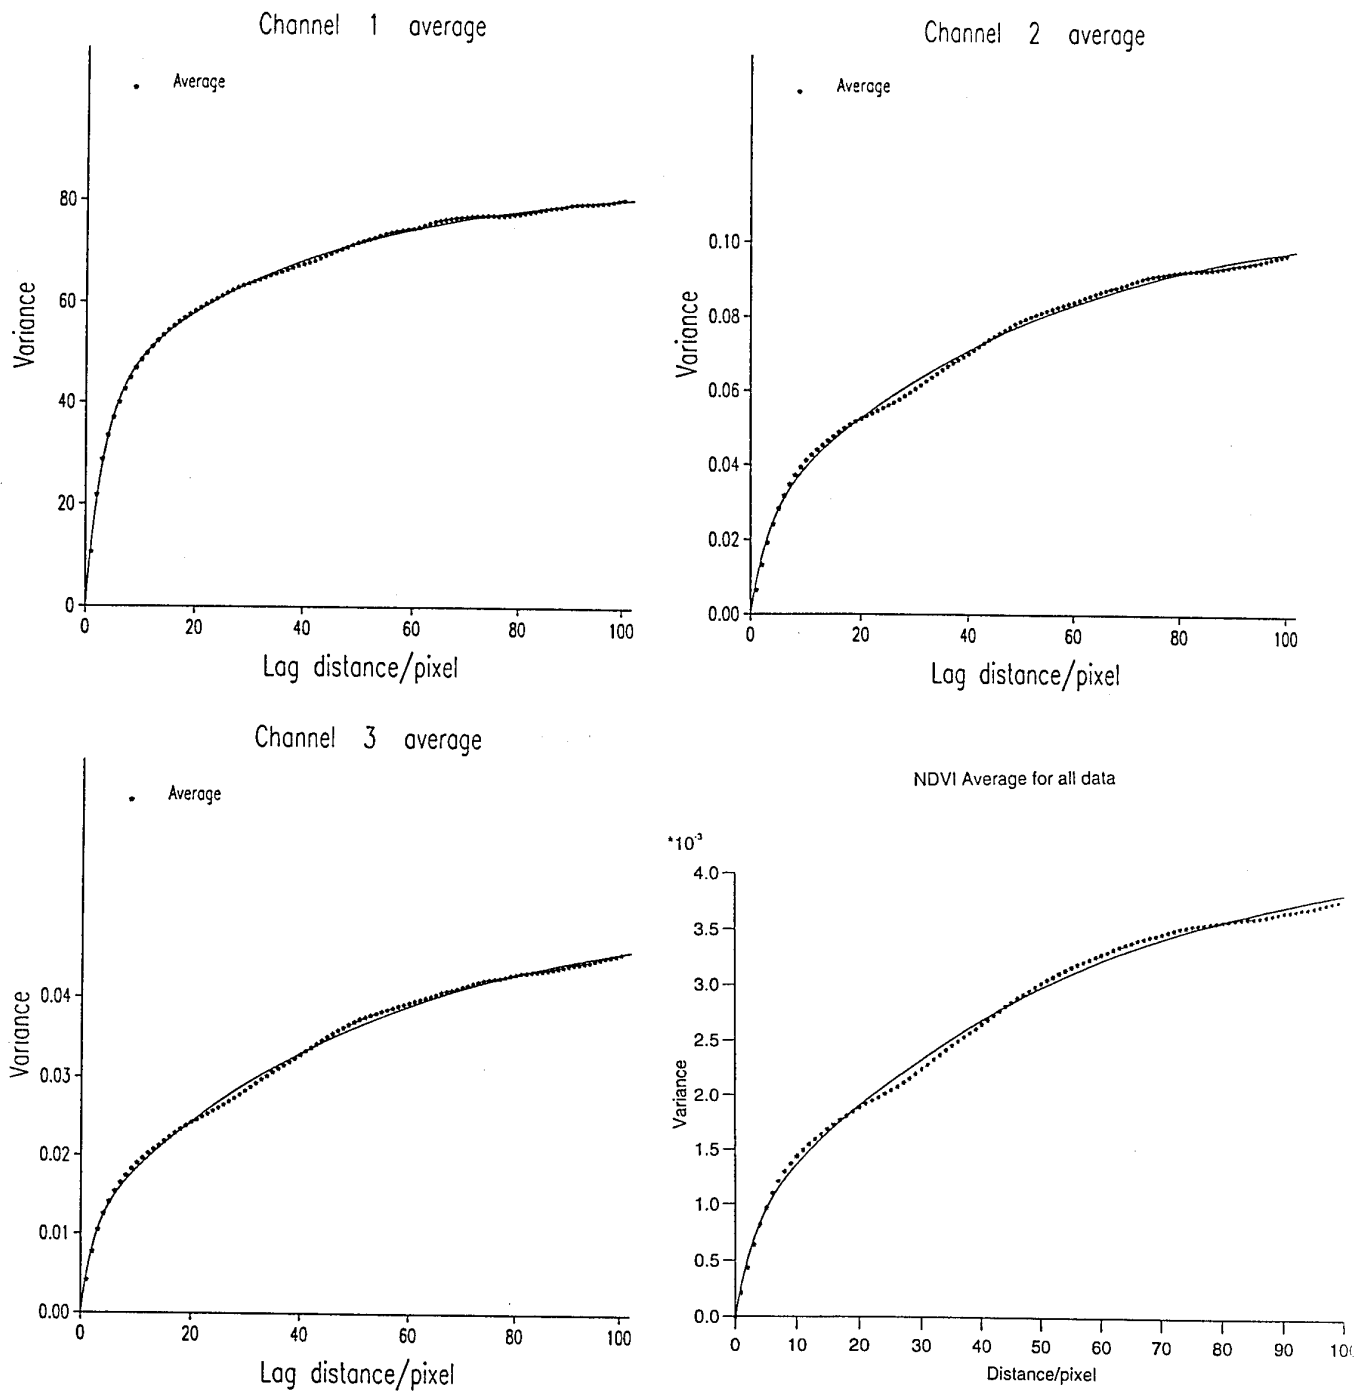 Channel 1 average
Average
80
60
40
20
0
Variance
0 20 40 60 80 100
Lag distance/pixel
Channel 2 average
Average
0.10
0.08
0.06
0.04
0.02
0.00
Variance
0 20 40 60 80 100
Lag distance/pixel
Channel 3 average
Average
0.04
0.03
0.02
0.01
0.00
Variance
0 20 40 60 80 100
Lag distance/pixel
NDVI Average for all data
*10⁻³
4.0
3.5
3.0
2.5
2.0
1.5
1.0
0.5
0.0
Variance
0 10 20 30 40 50 60 70 80 90 100
Distance/pixel